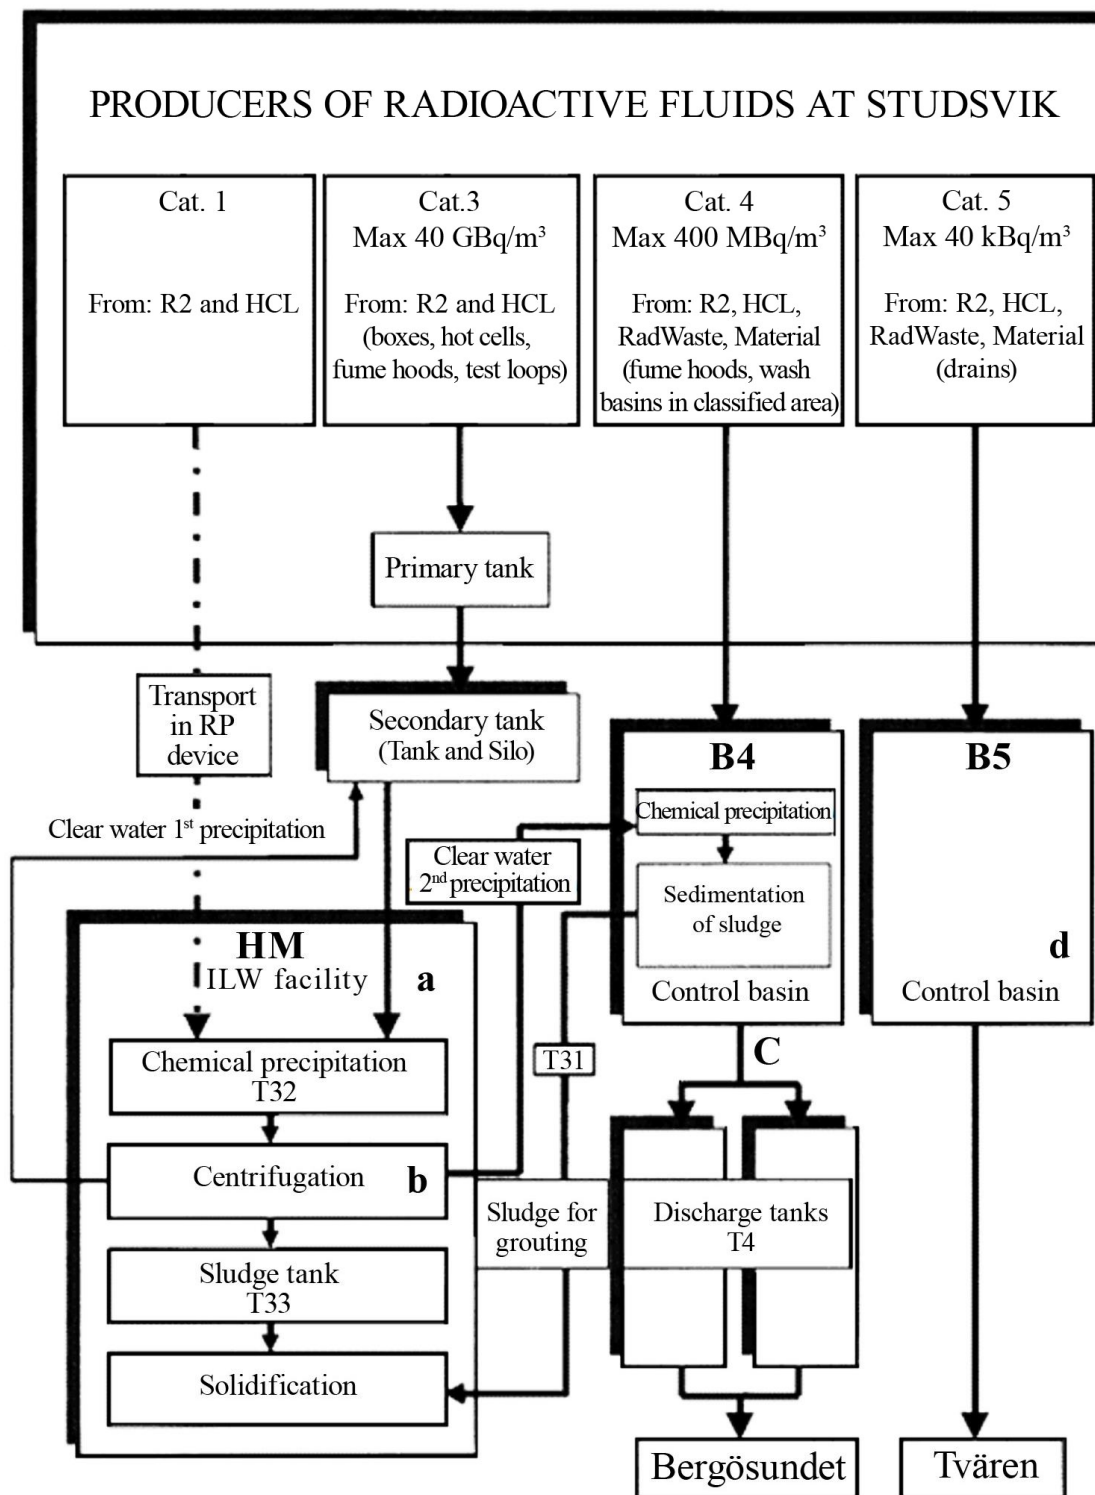 PRODUCERS OF RADIOACTIVE FLUIDS AT STUDSVIK
Cat. 1
From: R2 and HCL
Cat.3
Max 40 GBq/m³
From: R2 and HCL
(boxes, hot cells,
fume hoods, test loops)
Cat. 4
Max 400 MBq/m³
From: R2, HCL,
RadWaste, Material
(fume hoods, wash
basins in classified area)
Cat. 5
Max 40 kBq/m³
From: R2, HCL,
RadWaste, Material
(drains)
Primary tank
Transport
in RP
device
Secondary tank
(Tank and Silo)
Clear water 1st precipitation
Clear water
2nd precipitation
B4
Chemical precipitation
Sedimentation
of sludge
Control basin
B5
d
Control basin
HM
ILW facility
a
Chemical precipitation
T32
Centrifugation
b
Sludge tank
T33
Solidification
T31
C
Sludge for
grouting
Discharge tanks
T4
Bergösundet
Tvären